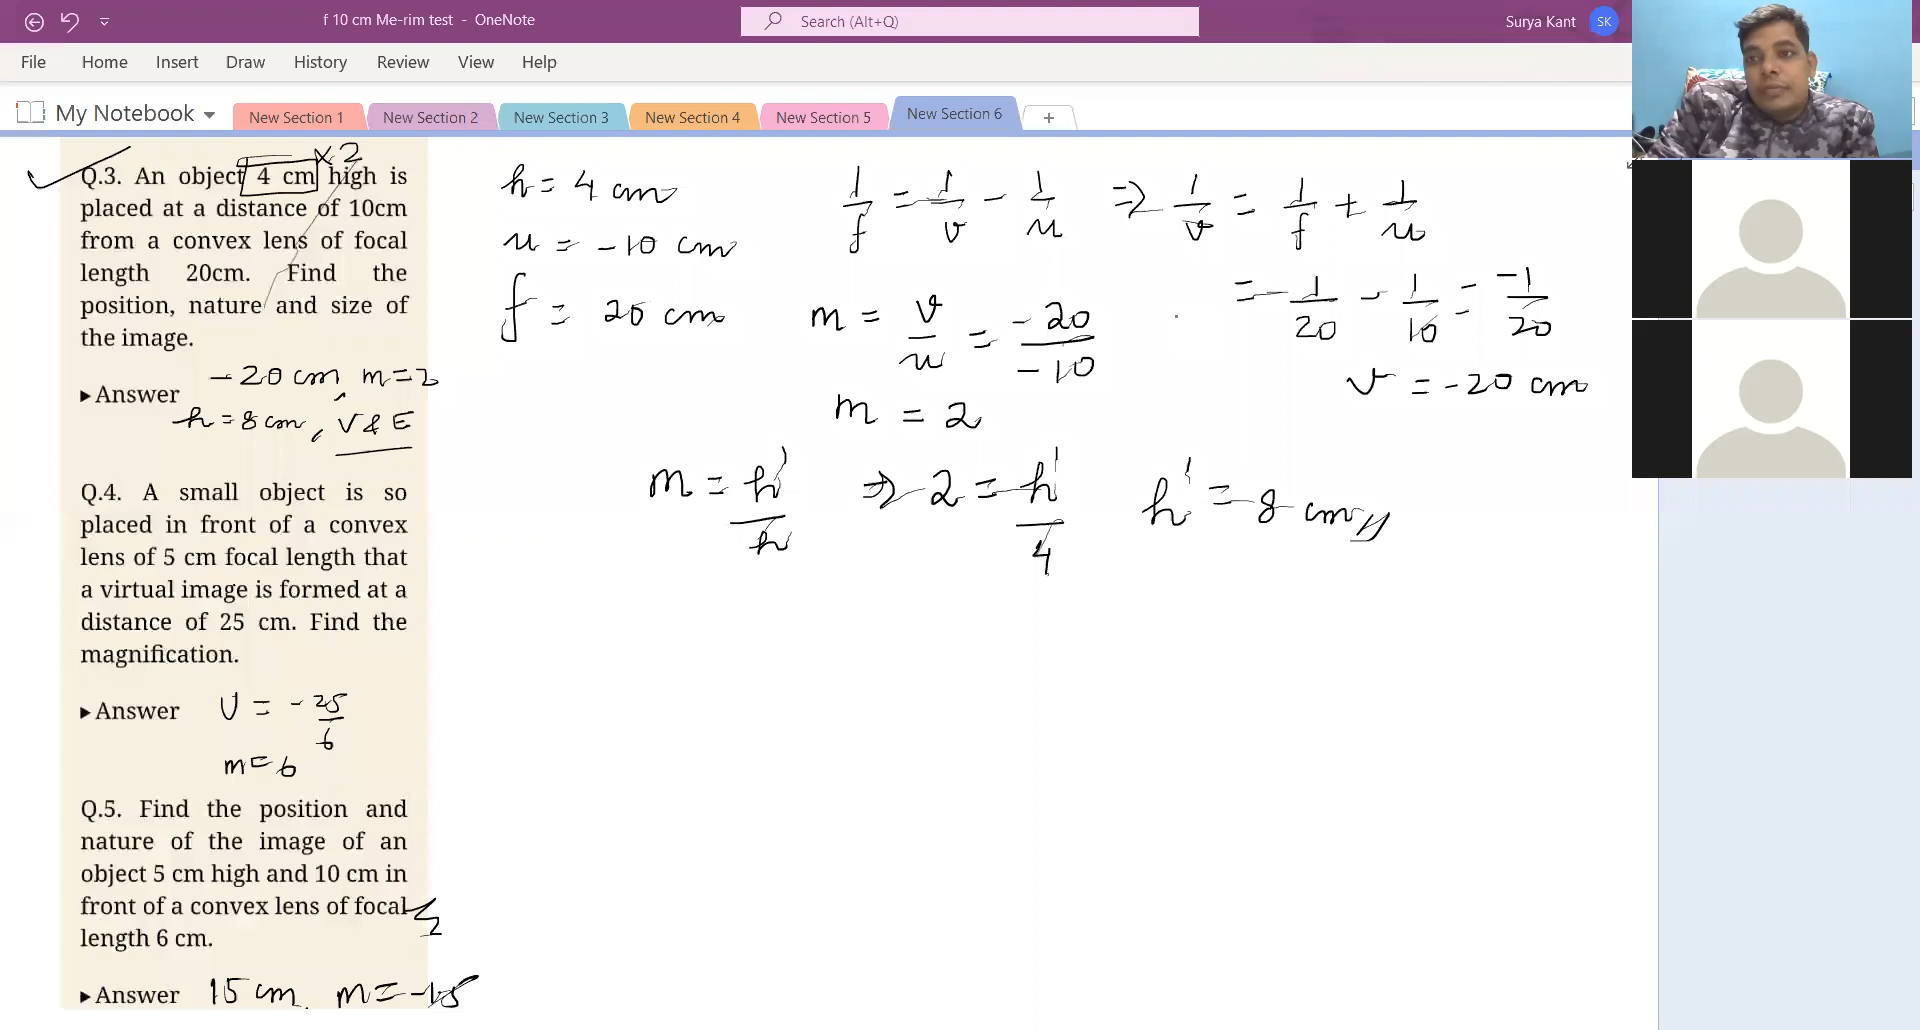 f 10 cm Me-rim test - OneNote
Search (Alt+Q)
Surya Kant SK
File Home Insert Draw History Review View Help
My Notebook New Section 1 New Section 2 New Section 3 New Section 4 New Section 5 New Section 6 +
×2
Q.3. An object 4 cm high is
placed at a distance of 10cm
from a convex lens of focal
length 20cm. Find the
position, nature and size of
the image.
-20 cm, m=2
▸Answer
h=8cm, V & E
Q.4. A small object is so
placed in front of a convex
lens of 5 cm focal length that
a virtual image is formed at a
distance of 25 cm. Find the
magnification.
▸Answer U = -25/6
m=6
Q.5. Find the position and
nature of the image of an
object 5 cm high and 10 cm in
front of a convex lens of focal
length 6 cm.
▸Answer 15 cm, m=-1.5
h = 4 cm
u = -10 cm
f = 20 cm
1/f = 1/v - 1/u ⇒ 1/v = 1/f + 1/u
= 1/20 - 1/10 = -1/20
v = -20 cm
m = v/u = -20/-10
m = 2
m = h'/h ⇒ 2 = h'/4 h' = 8 cm //